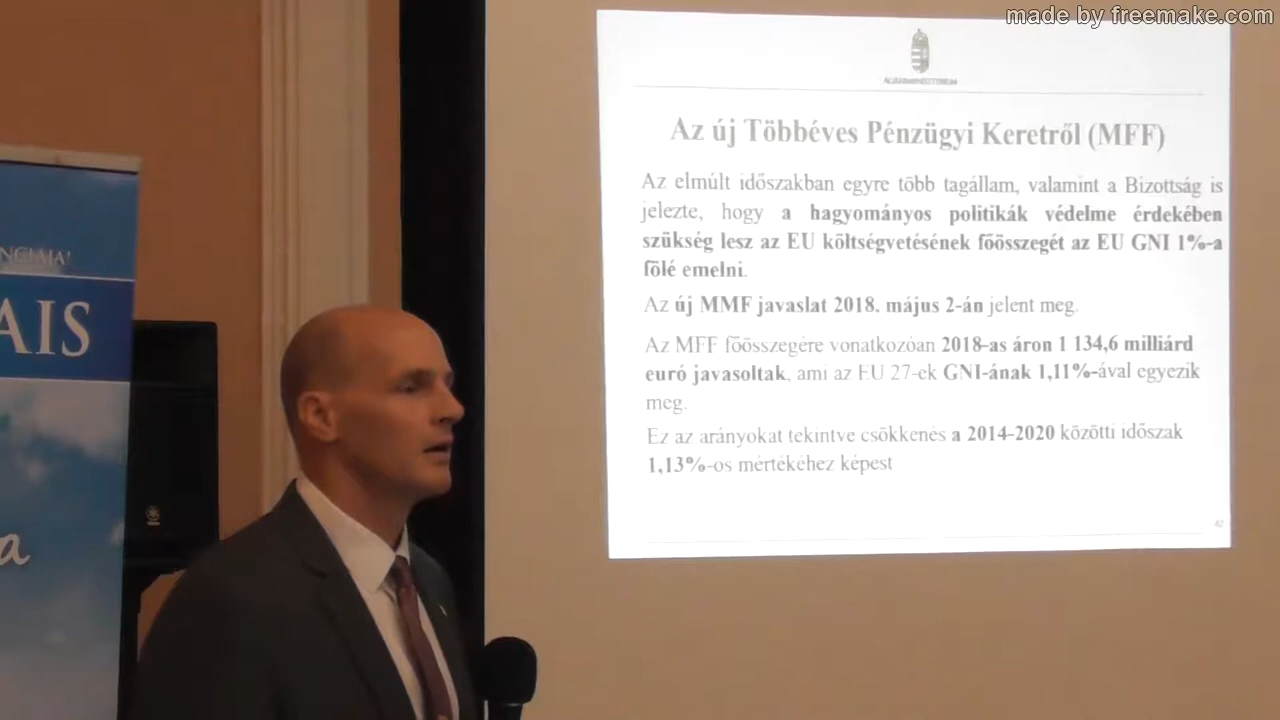 made by freemake.com
AGRÁRMINISZTÉRIUM
Az új Többéves Pénzügyi Keretről (MFF)
Az elmúlt időszakban egyre több tagállam, valamint a Bizottság is
jelezte, hogy a hagyományos politikák védelme érdekében
szükség lesz az EU költségvetésének főösszegét az EU GNI 1%-a
fölé emelni.
Az új MMF javaslat 2018. május 2-án jelent meg.
Az MFF főösszegére vonatkozóan 2018-as áron 1 134,6 milliárd
euró javasoltak, ami az EU 27-ek GNI-ának 1,11%-ával egyezik
meg.
Ez az arányokat tekintve csökkenés a 2014-2020 közötti időszak
1,13%-os mértékéhez képest
42
AIS
a